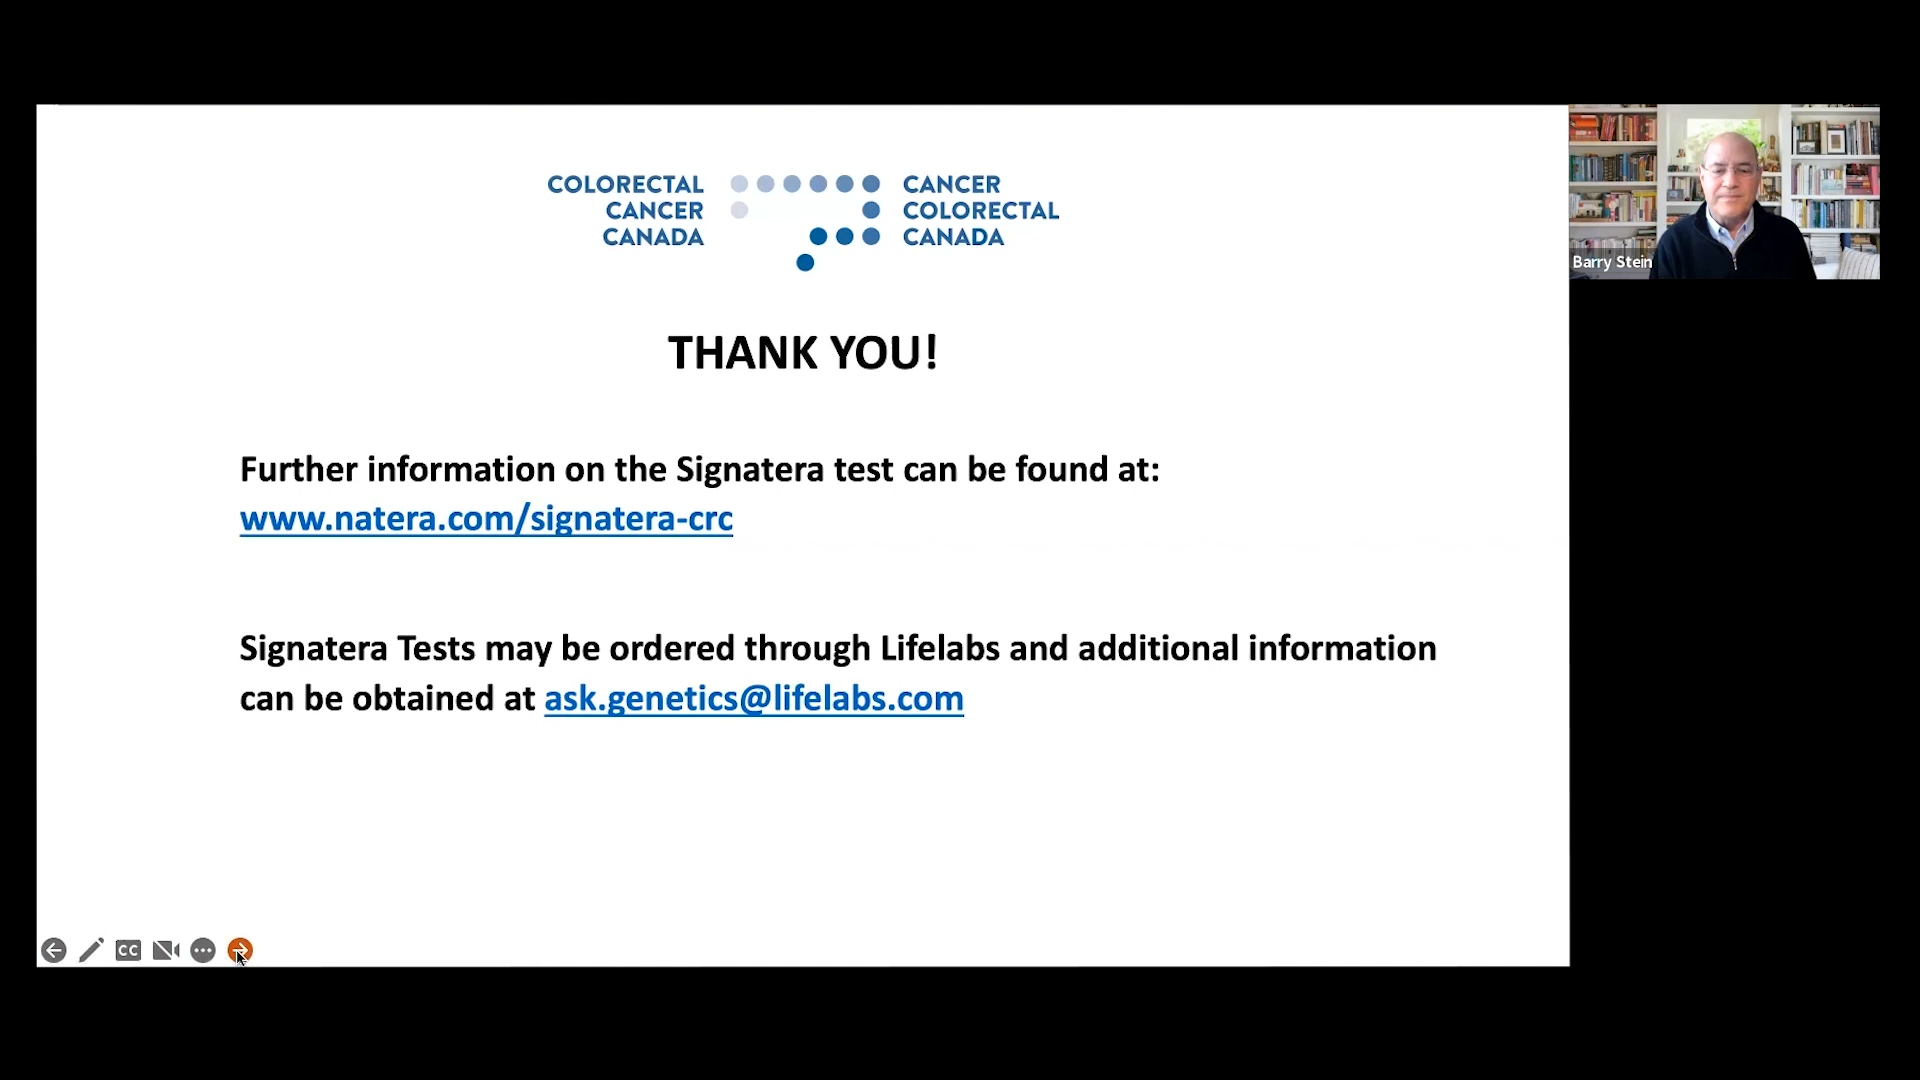 COLORECTAL
CANCER
CANADA
CANCER
COLORECTAL
CANADA
THANK YOU!
Further information on the Signatera test can be found at:
www.natera.com/signatera-crc
Signatera Tests may be ordered through Lifelabs and additional information
can be obtained at ask.genetics@lifelabs.com
Barry Stein
CC